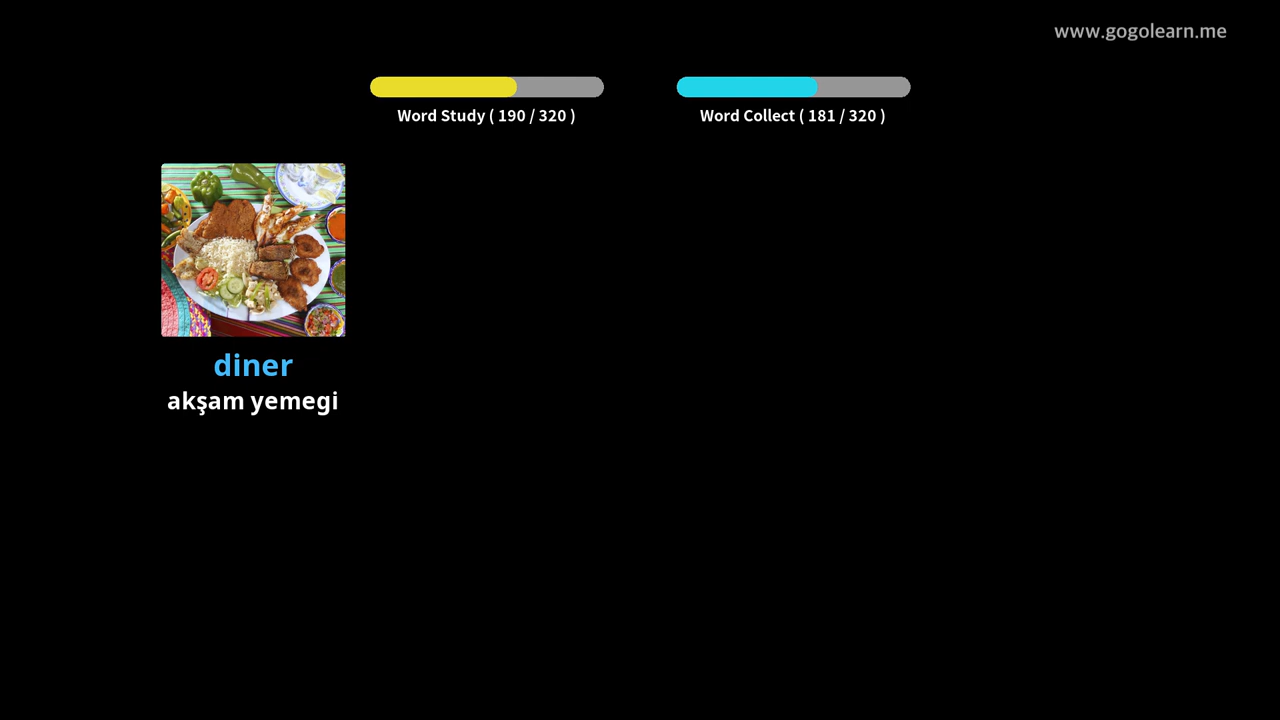 www.gogolearn.me
Word Study ( 190 / 320 )
Word Collect ( 181 / 320 )
diner
akşam yemegi